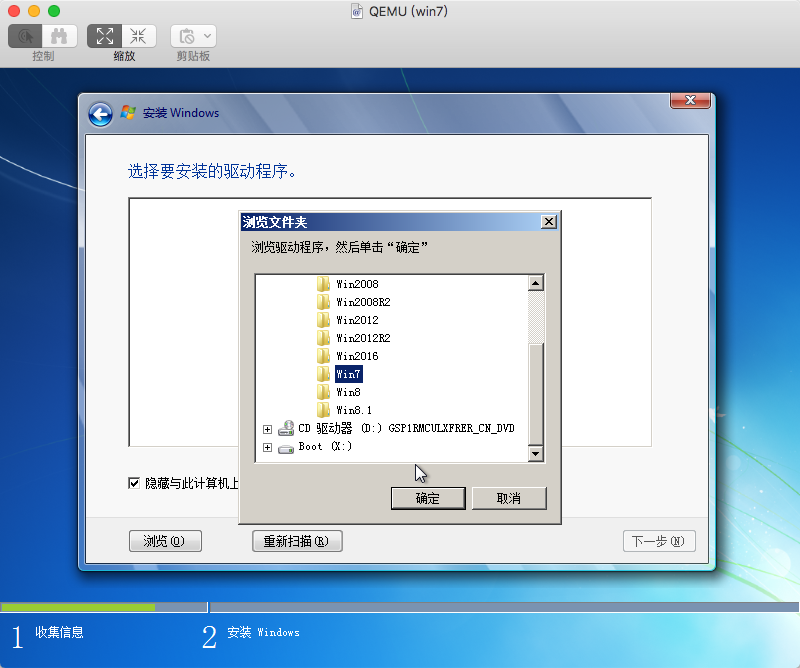 QEMU (win7)
控制
缩放
剪贴板
安装 Windows
选择要安装的驱动程序。
浏览文件夹
浏览驱动程序，然后单击“确定”
Win2008
Win2008R2
Win2012
Win2012R2
Win2016
Win7
Win8
Win8.1
CD 驱动器 (D:) GSP1RMCULXFRER_CN_DVD
Boot (X:)
隐藏与此计算机上
确定
取消
浏览(O)
重新扫描(R)
下一步(N)
1 收集信息
2 安装 Windows